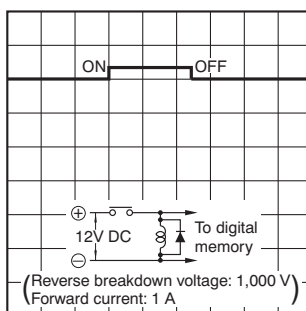 ON OFF
⊕
12V DC
To digital
memory
⊖
(Reverse breakdown voltage: 1,000 V
Forward current: 1 A)